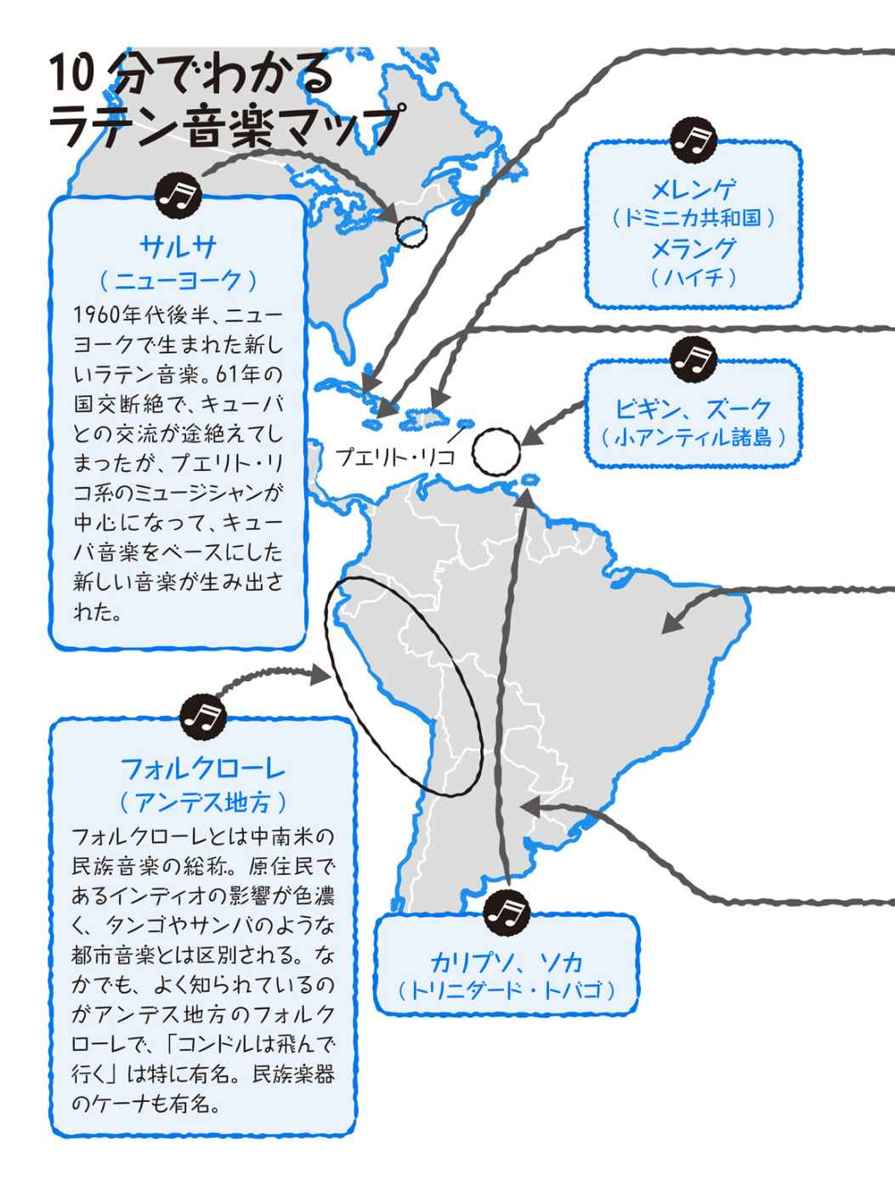 10分でわかる
ラテン音楽マップ
サルサ
（ニューヨーク）
1960年代後半、ニュー
ヨークで生まれた新し
いラテン音楽。61年の
国交断絶で、キューバ
との交流が途絶えてし
まったが、プエリト・リ
コ系のミュージシャンが
中心になって、キュー
バ音楽をベースにした
新しい音楽が生み出さ
れた。
メレンゲ
（ドミニカ共和国）
メラング
（ハイチ）
ビギン、ズーク
（小アンティル諸島）
プエリト・リコ
フォルクローレ
（アンデス地方）
フォルクローレとは中南米の
民族音楽の総称。原住民で
あるインディオの影響が色濃
く、タンゴやサンバのような
都市音楽とは区別される。な
かでも、よく知られているの
がアンデス地方のフォルク
ローレで、「コンドルは飛んで
行く」は特に有名。民族楽器
のケーナも有名。
カリプソ、ソカ
（トリニダード・トバゴ）